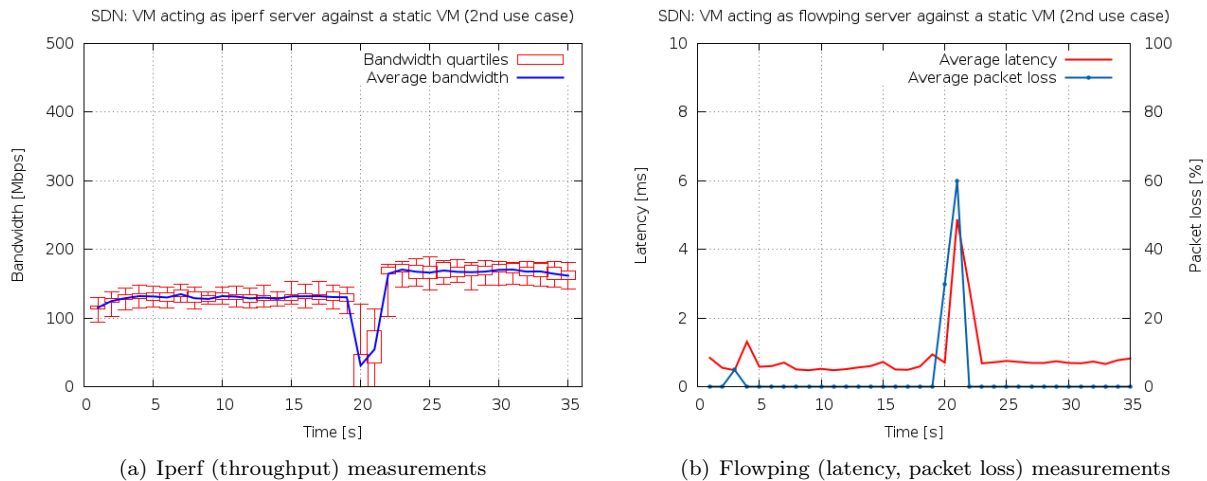 SDN: VM acting as iperf server against a static VM (2nd use case)
500
400
300
200
100
0
Bandwidth [Mbps]
Bandwidth quartiles
Average bandwidth
0 5 10 15 20 25 30 35
Time [s]
(a) Iperf (throughput) measurements
SDN: VM acting as flowping server against a static VM (2nd use case)
10
8
6
4
2
0
Latency [ms]
Average latency
Average packet loss
100
80
60
40
20
0
Packet loss [%]
0 5 10 15 20 25 30 35
Time [s]
(b) Flowping (latency, packet loss) measurements